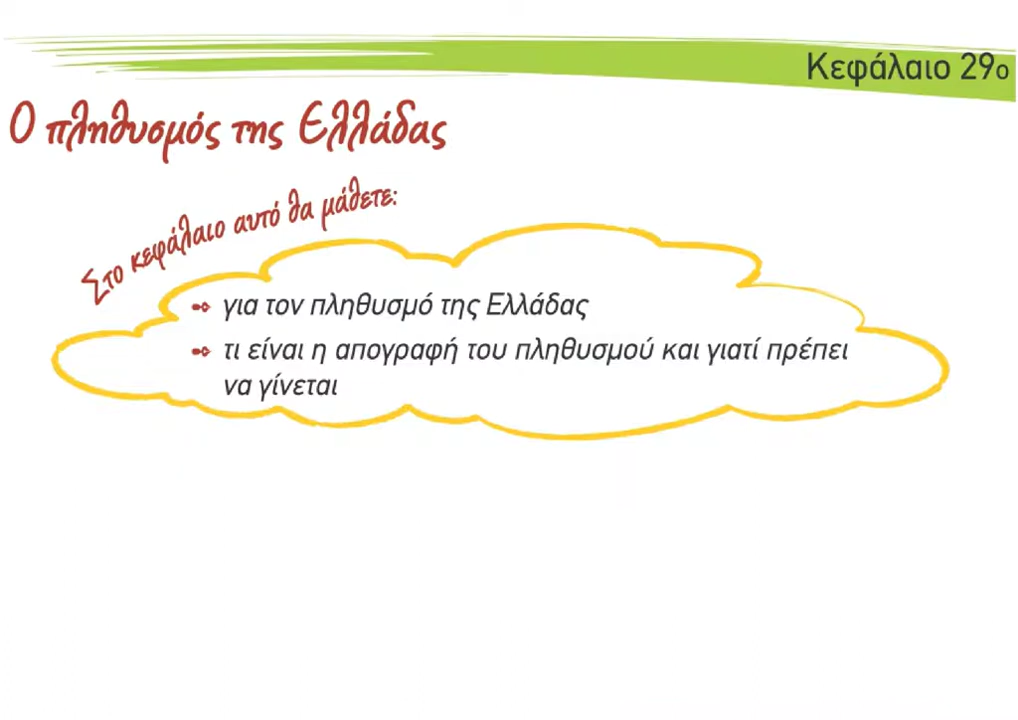 Κεφάλαιο 29ο
Ο πληθυσμός της Ελλάδας
Στο κεφάλαιο αυτό θα μάθετε:
για τον πληθυσμό της Ελλάδας
τι είναι η απογραφή του πληθυσμού και γιατί πρέπει
να γίνεται